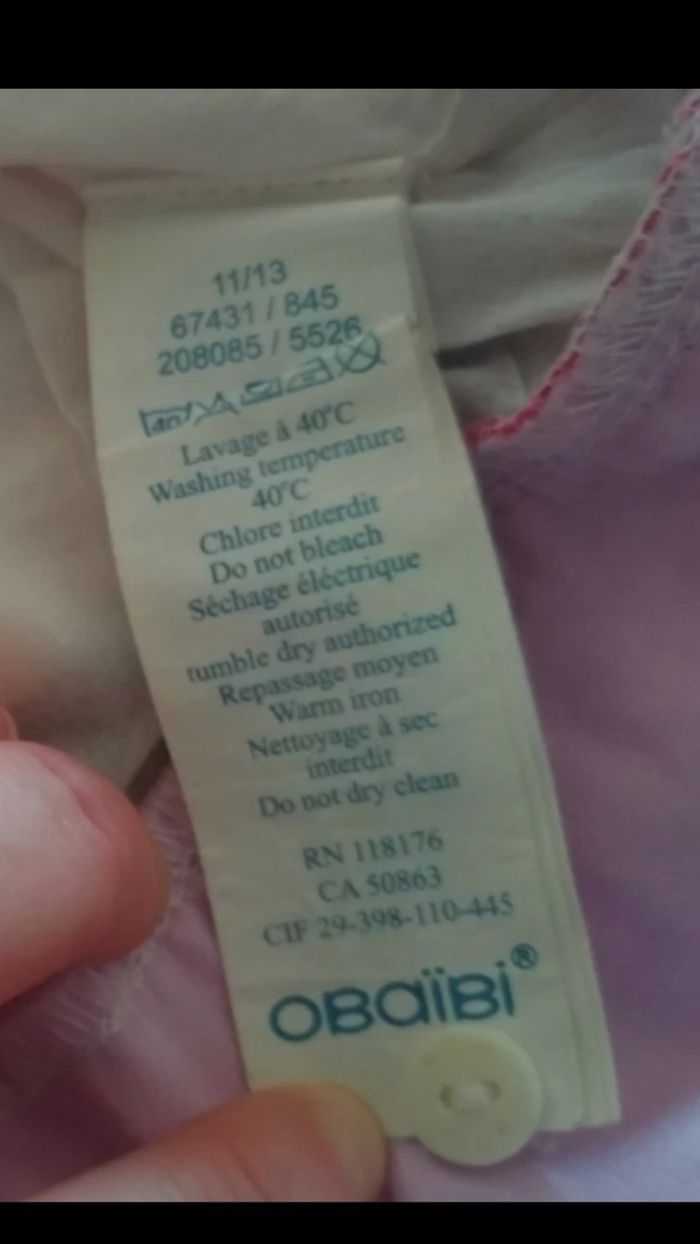 11/13
67431 / 845
208085 / 5526
40
Lavage à 40°C
Washing temperature
40°C
Chlore interdit
Do not bleach
Séchage éléctrique
autorisé
tumble dry authorized
Repassage moyen
Warm iron
Nettoyage à sec
interdit
Do not dry clean
RN 118176
CA 50863
CIF 29-398-110-445
OBaïBi®